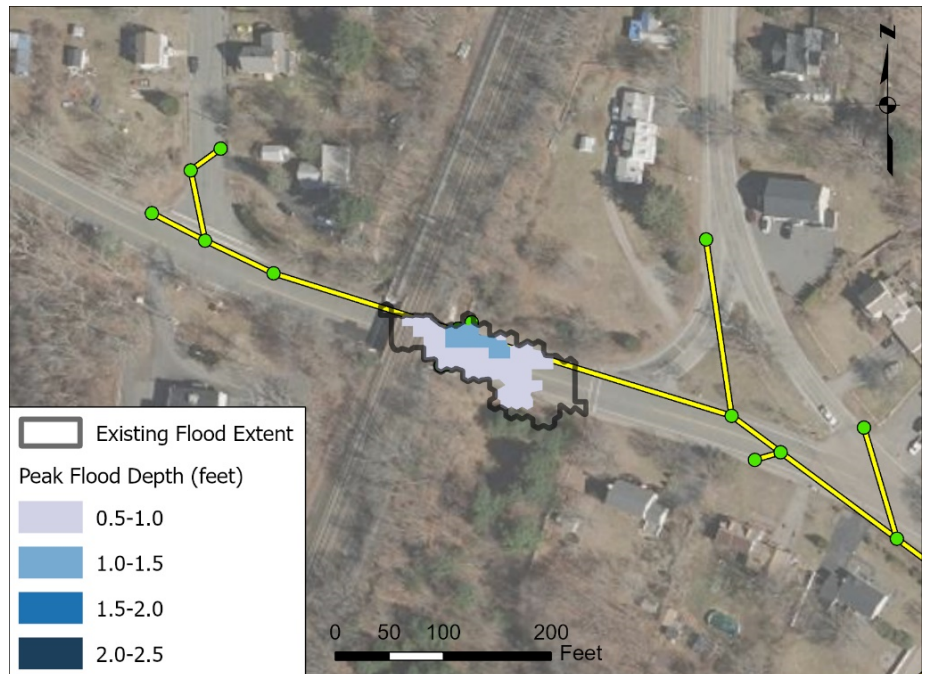 N
Existing Flood Extent
Peak Flood Depth (feet)
0.5-1.0
1.0-1.5
1.5-2.0
2.0-2.5
0 50 100 200
Feet